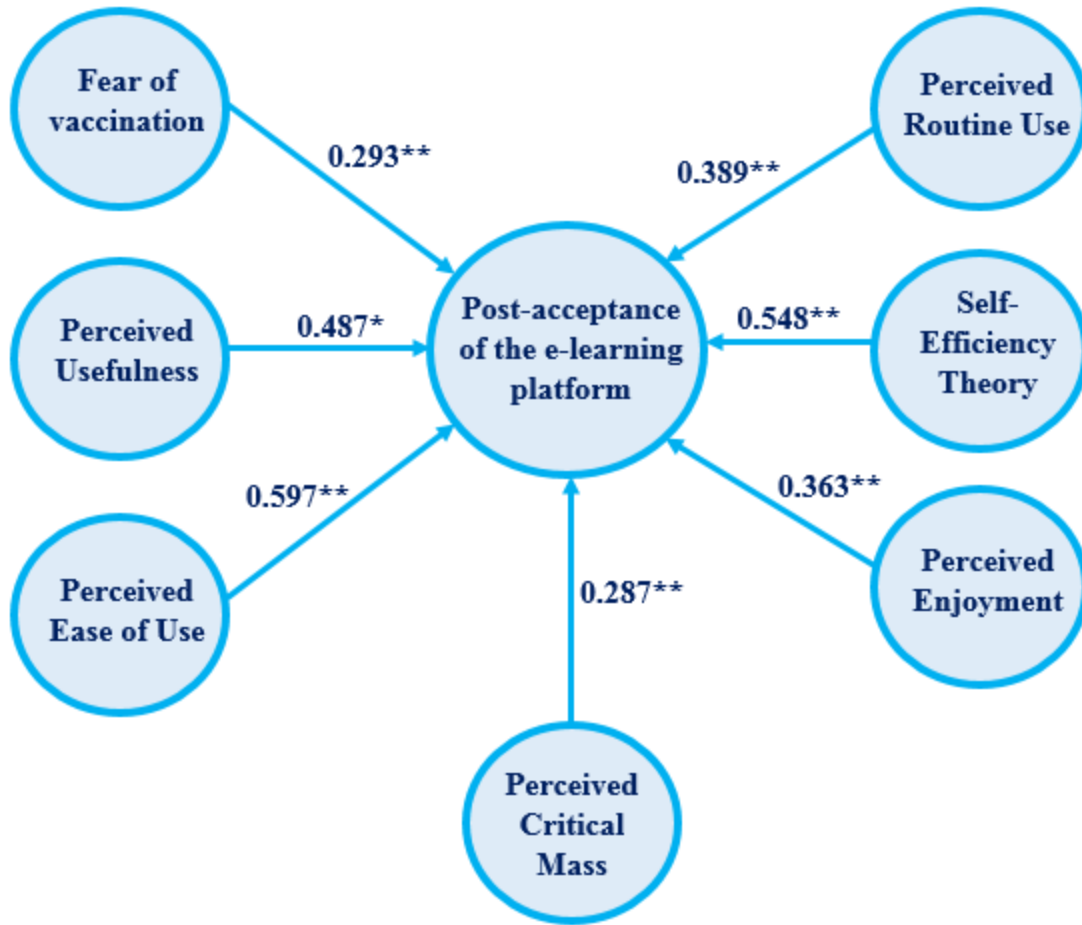 Fear of
vaccination
0.293**
Perceived
Routine Use
0.389**
Perceived
Usefulness
0.487*
Post-acceptance
of the e-learning
platform
0.548**
Self-
Efficiency
Theory
Perceived
Ease of Use
0.597**
0.363**
Perceived
Enjoyment
0.287**
Perceived
Critical
Mass